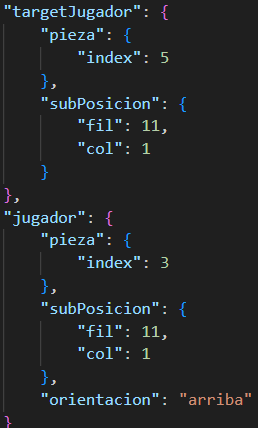 "targetJugador": {
"pieza": {
"index": 5
},
"subPosicion": {
"fil": 11,
"col": 1
}
},
"jugador": {
"pieza": {
"index": 3
},
"subPosicion": {
"fil": 11,
"col": 1
},
"orientacion": "arriba"
}